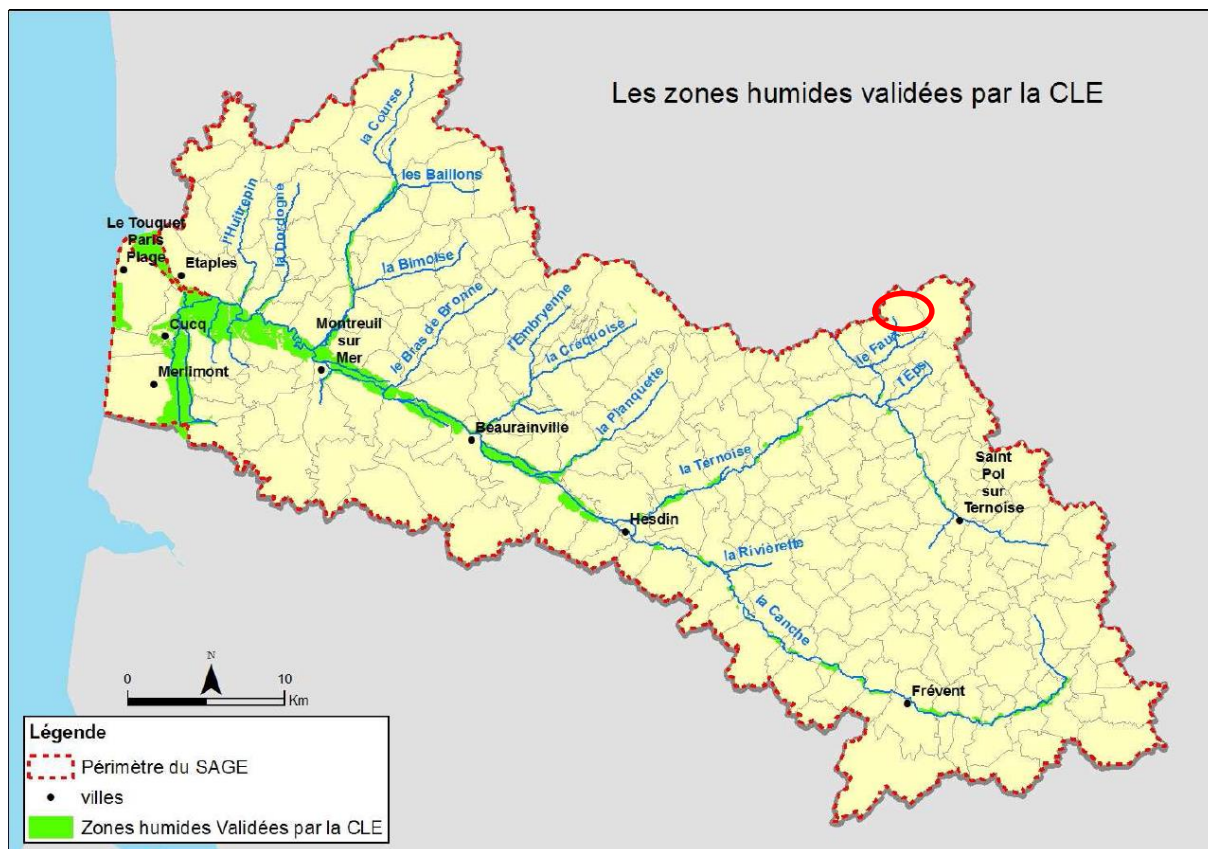 Les zones humides validées par la CLE
la Course
les Baillons
l'Huitrepin
la Dordogne
Le Touquet
Paris
Plage
Etaples
la Bimoise
le Bras de Bronne
l'Embryenne
la Créquoise
Cucq
Montreuil
sur
Mer
Merlimont
la Planquette
le Faux
l'Eps
Beaurainville
la Ternoise
Saint
Pol
sur
Ternoise
Hesdin
la Rivièrette
la Canche
Frévent
N
0 10
Km
Légende
Périmètre du SAGE
villes
Zones humides Validées par la CLE